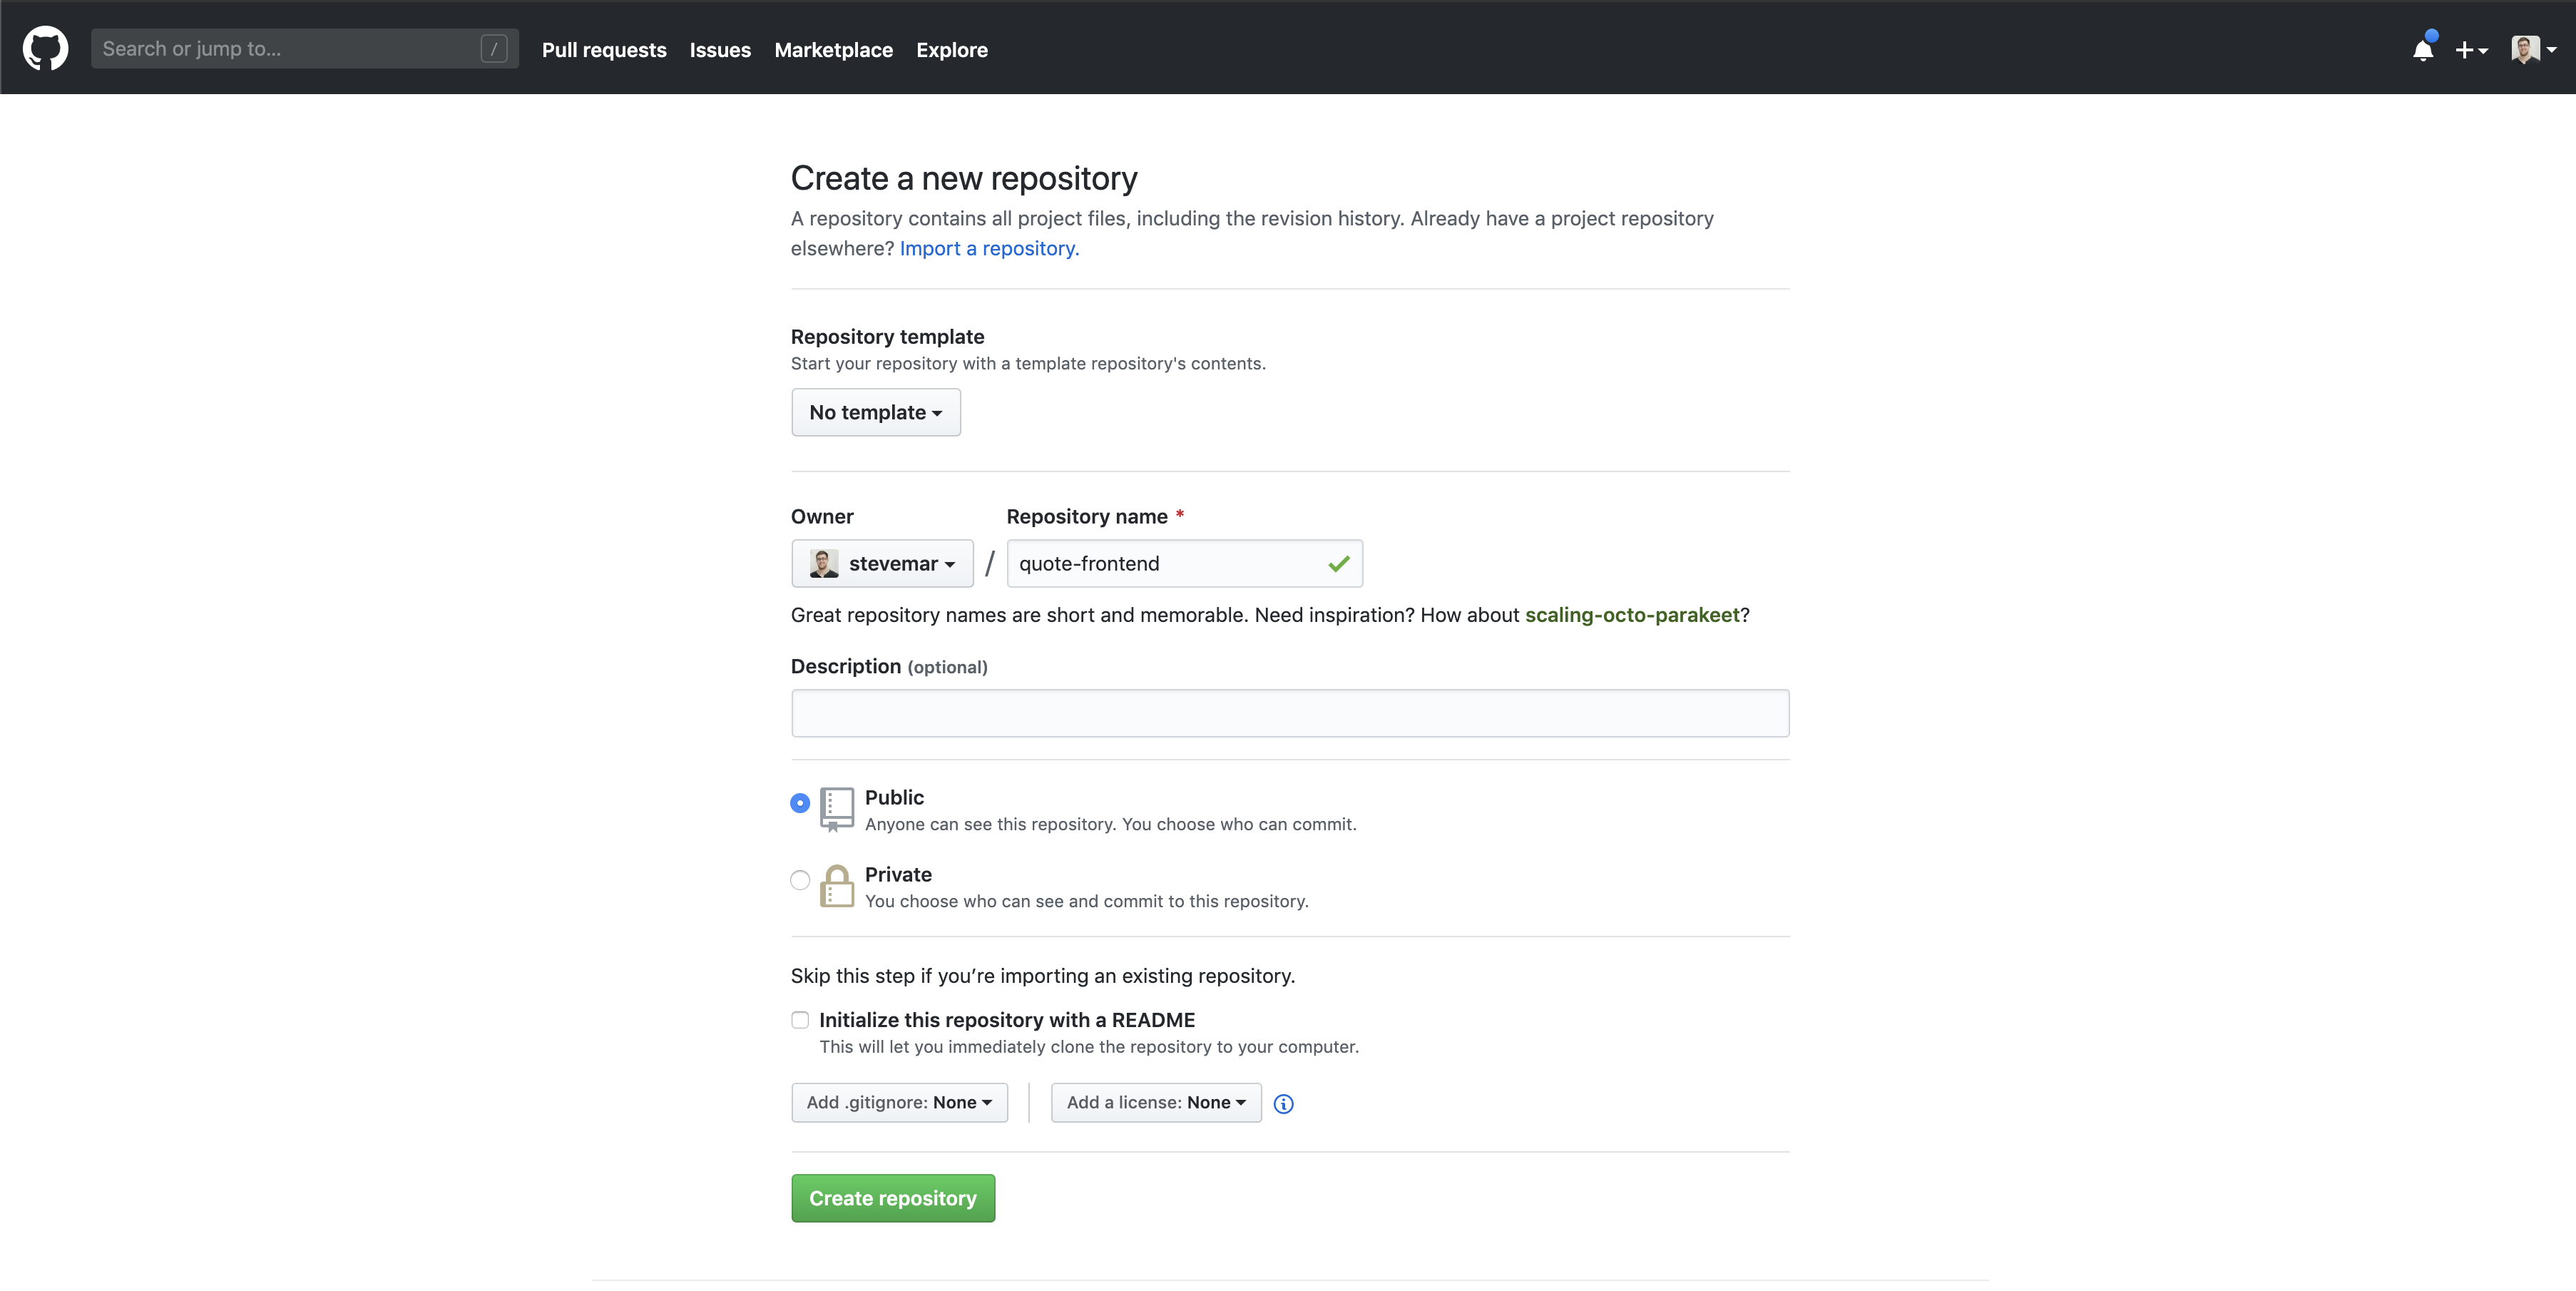 Search or jump to... /
Pull requests Issues Marketplace Explore
Create a new repository
A repository contains all project files, including the revision history. Already have a project repository
elsewhere? Import a repository.
Repository template
Start your repository with a template repository's contents.
No template
Owner Repository name *
stevemar / quote-frontend
Great repository names are short and memorable. Need inspiration? How about scaling-octo-parakeet?
Description (optional)
Public
Anyone can see this repository. You choose who can commit.
Private
You choose who can see and commit to this repository.
Skip this step if you’re importing an existing repository.
Initialize this repository with a README
This will let you immediately clone the repository to your computer.
Add .gitignore: None Add a license: None
Create repository